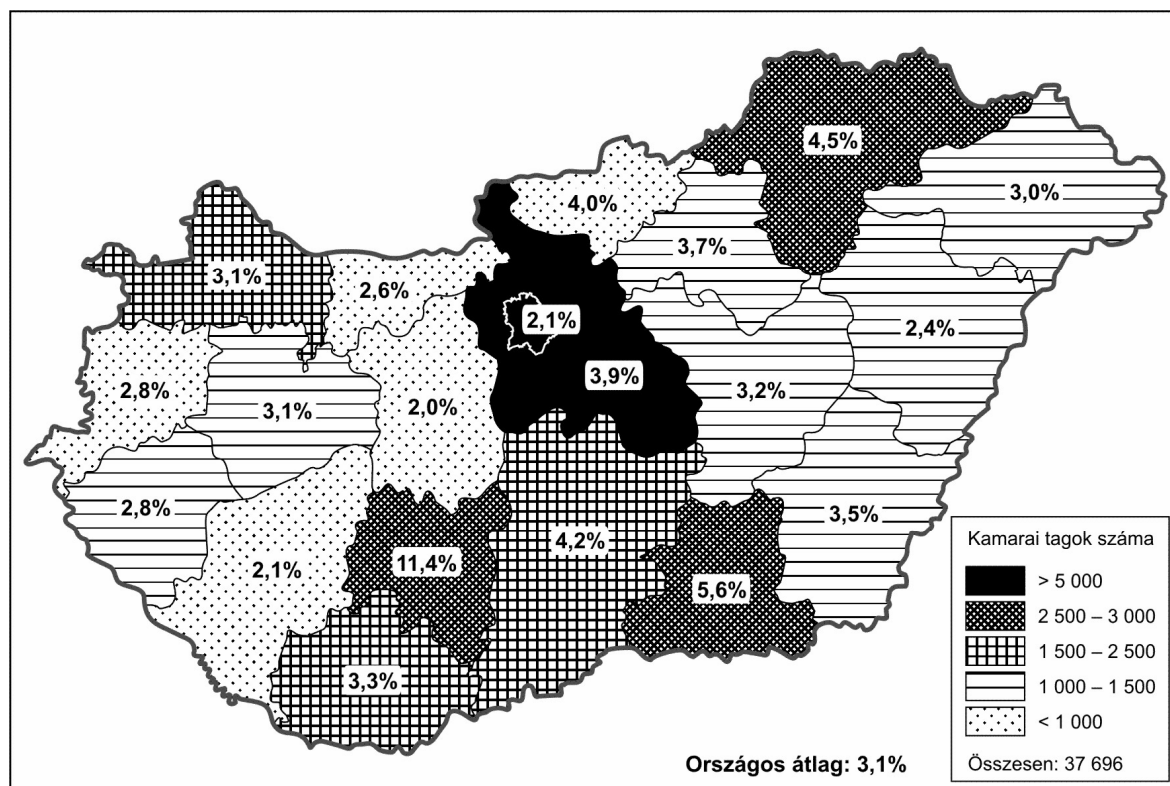 4,5%
3,0%
4,0%
3,7%
3,1%
2,6%
2,1%
2,4%
3,9%
2,8%
3,1%
2,0%
3,2%
2,8%
3,5%
4,2%
11,4%
2,1%
5,6%
3,3%
Országos átlag: 3,1%
Kamarai tagok száma
> 5 000
2 500 – 3 000
1 500 – 2 500
1 000 – 1 500
< 1 000
Összesen: 37 696